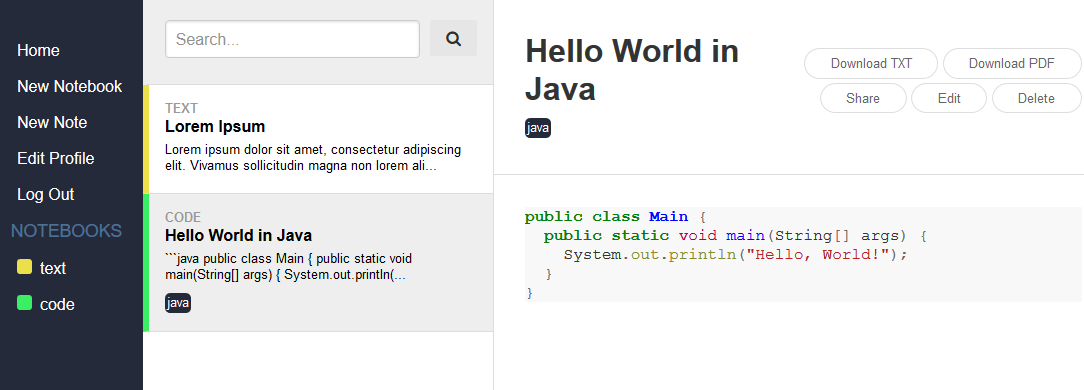 Home
New Notebook
New Note
Edit Profile
Log Out
NOTEBOOKS
text
code
Search...
TEXT
Lorem Ipsum
Lorem ipsum dolor sit amet, consectetur adipiscing
elit. Vivamus sollicitudin magna non lorem ali...
CODE
Hello World in Java
```java public class Main { public static void
main(String[] args) { System.out.println(...
java
Hello World in
Java
java
Download TXT
Download PDF
Share
Edit
Delete
public class Main {
  public static void main(String[] args) {
    System.out.println("Hello, World!");
  }
}